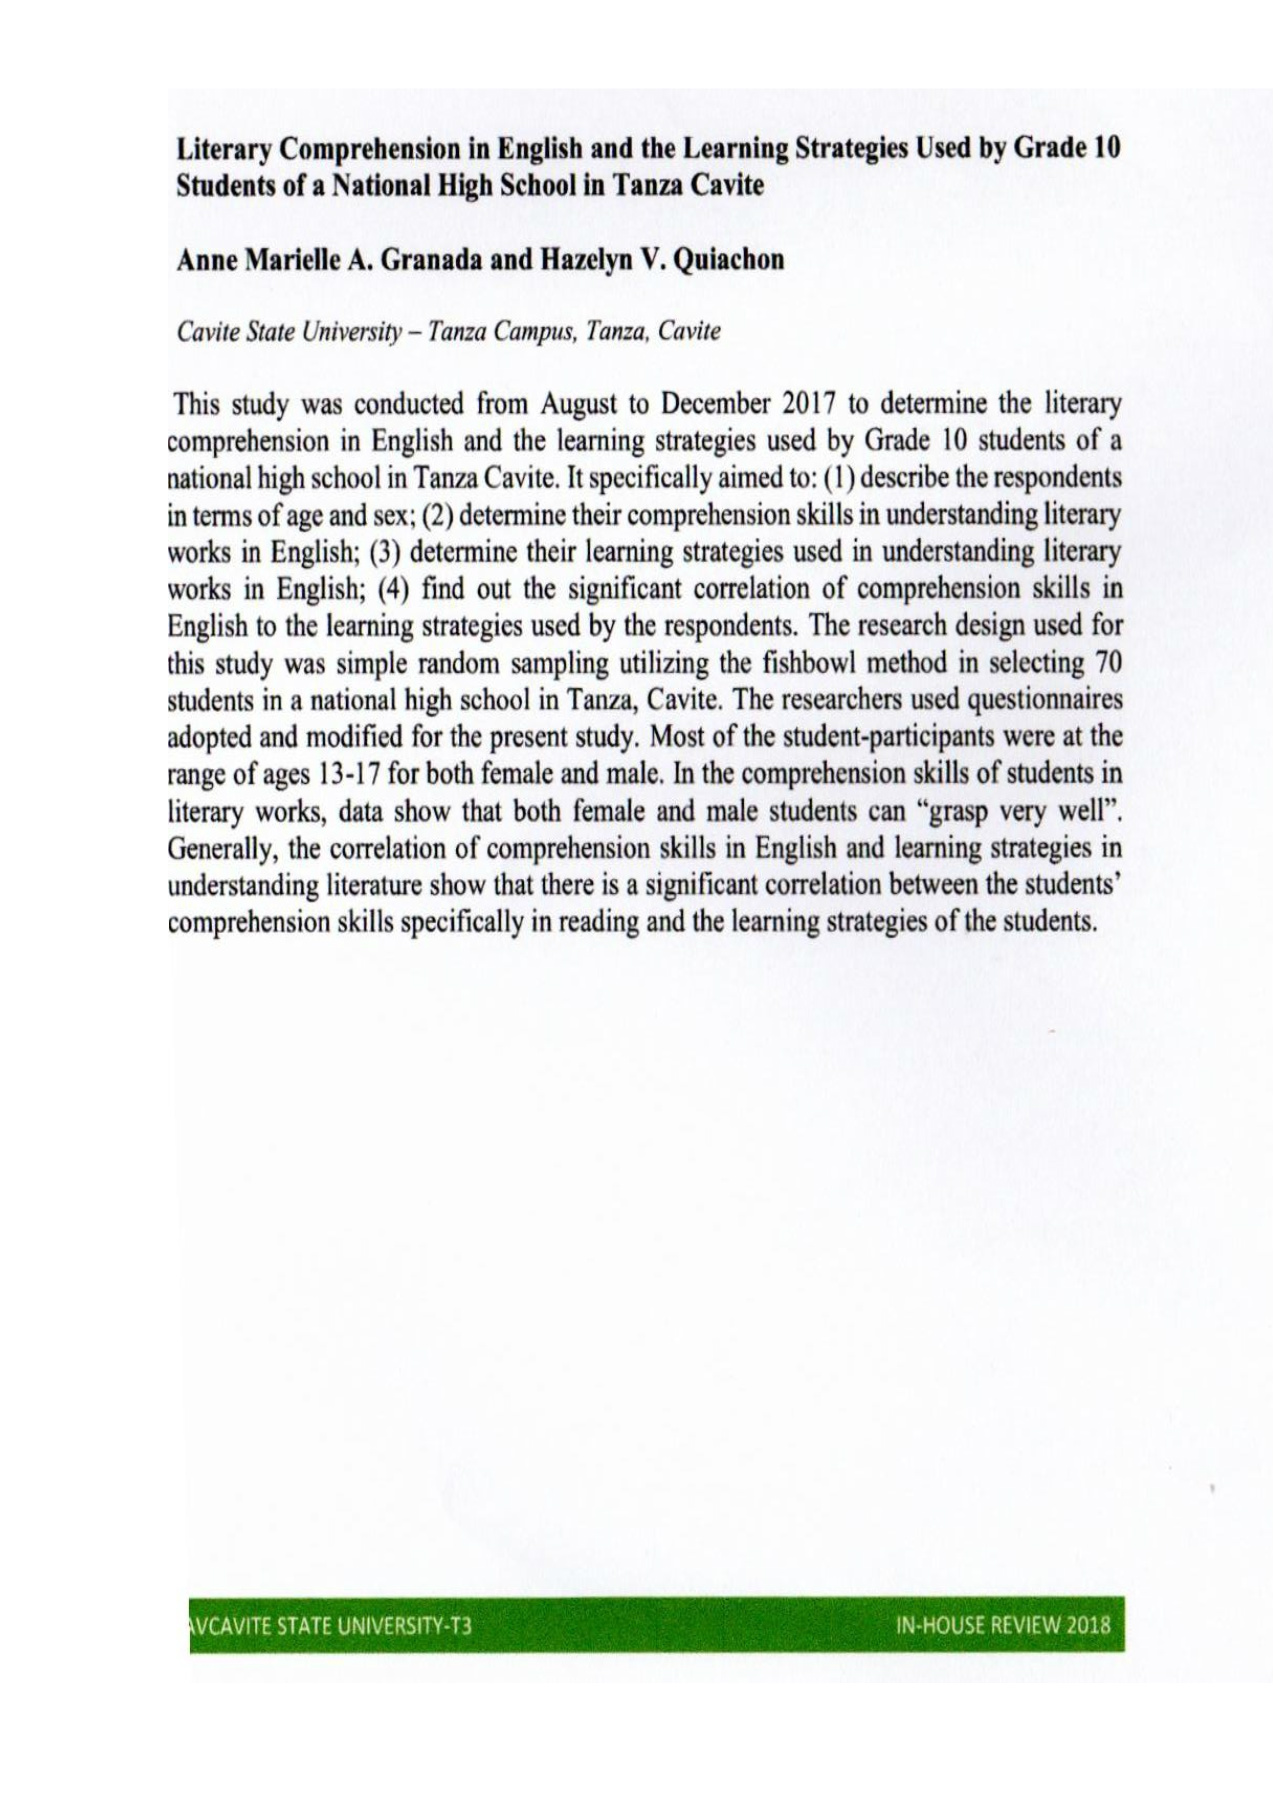 Literary Comprehension in English and the Learning Strategies Used by Grade 10
Students of a National High School in Tanza Cavite
Anne Marielle A. Granada and Hazelyn V. Quiachon
Cavite State University – Tanza Campus, Tanza, Cavite
This study was conducted from August to December 2017 to determine the literary
comprehension in English and the learning strategies used by Grade 10 students of a
national high school in Tanza Cavite. It specifically aimed to: (1) describe the respondents
in terms of age and sex; (2) determine their comprehension skills in understanding literary
works in English; (3) determine their learning strategies used in understanding literary
works in English; (4) find out the significant correlation of comprehension skills in
English to the learning strategies used by the respondents. The research design used for
this study was simple random sampling utilizing the fishbowl method in selecting 70
students in a national high school in Tanza, Cavite. The researchers used questionnaires
adopted and modified for the present study. Most of the student-participants were at the
range of ages 13-17 for both female and male. In the comprehension skills of students in
literary works, data show that both female and male students can “grasp very well”.
Generally, the correlation of comprehension skills in English and learning strategies in
understanding literature show that there is a significant correlation between the students’
comprehension skills specifically in reading and the learning strategies of the students.
AVCAVITE STATE UNIVERSITY-T3
IN-HOUSE REVIEW 2018